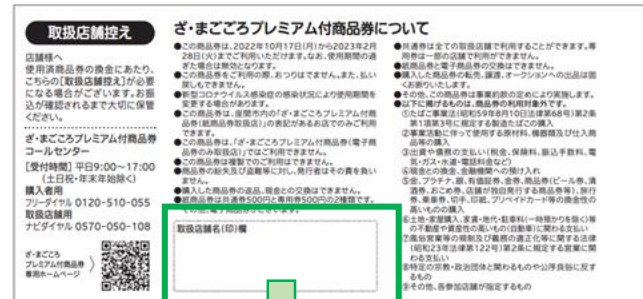 取扱店舗控え
店舗様へ
使用済商品券の換金にあたり、
こちらの[取扱店舗控え]が必要
になる場合がございます。お振
込が確認されるまで大切に保管
ください。
ざ・まごころプレミアム付商品券
コールセンター
[受付時間] 平日9:00~17:00
(土日祝・年末年始除く)
購入者用
フリーダイヤル 0120-510-055
取扱店舗用
ナビダイヤル 0570-050-108
ざ・まごころ
プレミアム付商品券
専用ホームページ
ざ・まごころプレミアム付商品券について
●この商品券は、2022年10月17日(月)から2023年2月
28日(火)までご利用いただけます。なお、使用期間の過
ぎた場合は無効となります。
●この商品券をご利用の際、おつりはでません。また、払い
戻しもできません。
●新型コロナウイルス感染症の感染状況により使用期間を
変更する場合があります。
●この商品券は、座間市内の「ざ・まごころプレミアム付商
品券(紙商品券取扱店)」の表記があるお店でのみご利用
できます。
●この商品券は、「ざ・まごころプレミアム付商品券(電子商
品券のみ取扱店)」ではご利用できません。
●この商品券は複製でのご利用はできません。
●商品券の紛失及び盗難等に対し、発行者はその責を負い
ません。
●購入した商品券の返品、現金との交換はできません。
●紙商品券は共通券500円と専用券500円の2種類です。
その他、電子商品券がございます。
取扱店舗名(印)欄
●共通券は全ての取扱店舗で利用することができます。専
用券は一部の店舗で利用ができません。
●紙商品券と電子商品券の交換はできません。
●購入した商品券の転売、譲渡、オークションへの出品は固
くお断りいたします。
●その他、この商品券は事業約款の定めにより実施します。
●以下に掲げるものは、商品券の利用対象外です。
①たばこ事業法(昭和59年8月10日法律第68号)第2条
第1項第3号に規定する製造たばこの購入
②事業活動に伴って使用する原材料、機器類及び仕入商
品等の購入
③出資や債務の支払い(税金、保険料、振込手数料、電
気・ガス・水道・電話料金など)
④現金との換金、金融機関への預け入れ
⑤金、プラチナ、銀、有価証券、金券、商品券(ビール券、清
酒券、おこめ券、店舗が独自発行する商品券等)、旅行
券、乗車券、切手、印紙、プリペイドカード等の換金性の
高いものの購入
⑥土地・家屋購入、家賃・地代・駐車料(一時預かりを除く)等
の不動産や資産性の高いもの(自動車)に関わる支払い
⑦風俗営業等の規制及び業務の適正化等に関する法律
(昭和23年法律第122号)第2条に規定する営業に関
わる支払い
⑧特定の宗教・政治団体と関わるものや公序良俗に反す
るもの
⑨その他、各参加店舗が指定するもの